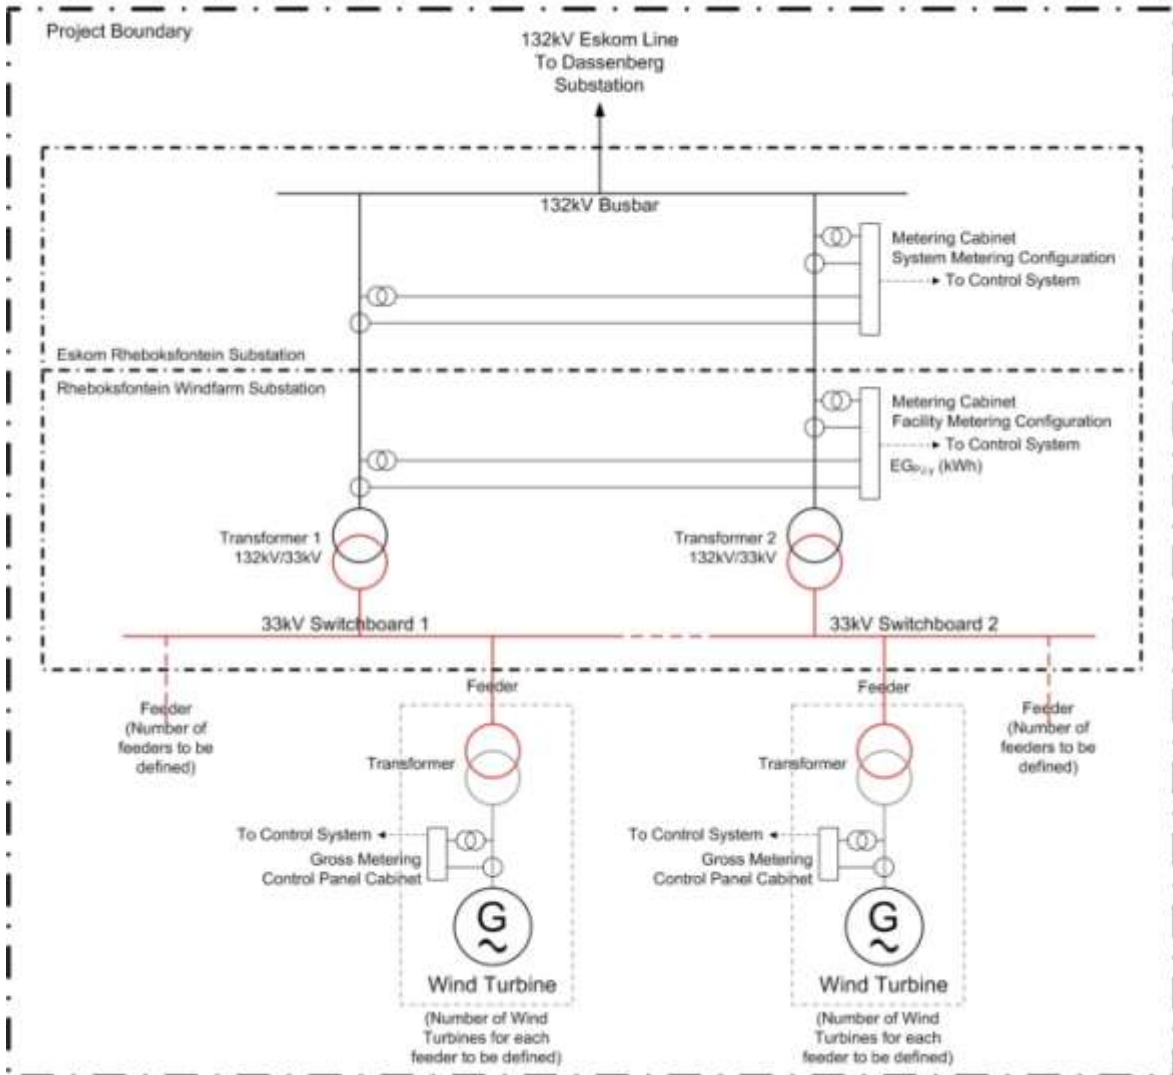 Project Boundary
132kV Eskom Line
To Dassenberg
Substation
132kV Busbar
Metering Cabinet
System Metering Configuration
To Control System
Eskom Rheboksfontein Substation
Rheboksfontein Windfarm Substation
Metering Cabinet
Facility Metering Configuration
To Control System
EG_PJ,y (kWh)
Transformer 1
132kV/33kV
Transformer 2
132kV/33kV
33kV Switchboard 1
33kV Switchboard 2
Feeder
(Number of
feeders to be
defined)
Feeder
Feeder
Feeder
(Number of
feeders to be
defined)
Transformer
Transformer
To Control System
Gross Metering
Control Panel Cabinet
To Control System
Gross Metering
Control Panel Cabinet
G
~
G
~
Wind Turbine
Wind Turbine
(Number of Wind
Turbines for each
feeder to be defined)
(Number of Wind
Turbines for each
feeder to be defined)